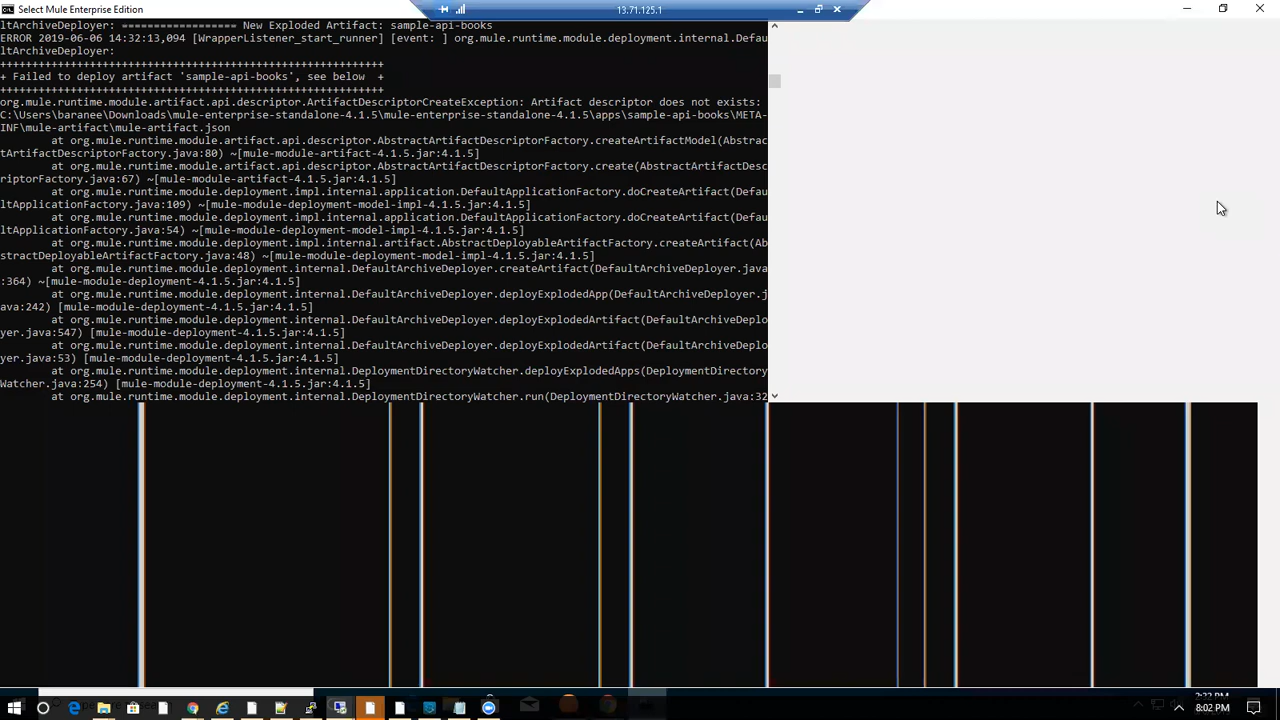 Select Mule Enterprise Edition
13.71.125.1
ltArchiveDeployer: ================== New Exploded Artifact: sample-api-books
ERROR 2019-06-06 14:32:13,094 [WrapperListener_start_runner] [event: ] org.mule.runtime.module.deployment.internal.Defau
ltArchiveDeployer:
++++++++++++++++++++++++++++++++++++++++++++++++++++++++++++
+ Failed to deploy artifact 'sample-api-books', see below  +
++++++++++++++++++++++++++++++++++++++++++++++++++++++++++++
org.mule.runtime.module.artifact.api.descriptor.ArtifactDescriptorCreateException: Artifact descriptor does not exists:
C:\Users\baranee\Downloads\mule-enterprise-standalone-4.1.5\mule-enterprise-standalone-4.1.5\apps\sample-api-books\META-
INF\mule-artifact\mule-artifact.json
at org.mule.runtime.module.artifact.api.descriptor.AbstractArtifactDescriptorFactory.createArtifactModel(Abstrac
tArtifactDescriptorFactory.java:80) ~[mule-module-artifact-4.1.5.jar:4.1.5]
at org.mule.runtime.module.artifact.api.descriptor.AbstractArtifactDescriptorFactory.create(AbstractArtifactDesc
riptorFactory.java:67) ~[mule-module-artifact-4.1.5.jar:4.1.5]
at org.mule.runtime.module.deployment.impl.internal.application.DefaultApplicationFactory.doCreateArtifact(Defau
ltApplicationFactory.java:109) ~[mule-module-deployment-model-impl-4.1.5.jar:4.1.5]
at org.mule.runtime.module.deployment.impl.internal.application.DefaultApplicationFactory.doCreateArtifact(Defau
ltApplicationFactory.java:54) ~[mule-module-deployment-model-impl-4.1.5.jar:4.1.5]
at org.mule.runtime.module.deployment.impl.internal.artifact.AbstractDeployableArtifactFactory.createArtifact(Ab
stractDeployableArtifactFactory.java:48) ~[mule-module-deployment-model-impl-4.1.5.jar:4.1.5]
at org.mule.runtime.module.deployment.internal.DefaultArchiveDeployer.createArtifact(DefaultArchiveDeployer.java
:364) ~[mule-module-deployment-4.1.5.jar:4.1.5]
at org.mule.runtime.module.deployment.internal.DefaultArchiveDeployer.deployExplodedApp(DefaultArchiveDeployer.j
ava:242) [mule-module-deployment-4.1.5.jar:4.1.5]
at org.mule.runtime.module.deployment.internal.DefaultArchiveDeployer.deployExplodedArtifact(DefaultArchiveDeplo
yer.java:547) [mule-module-deployment-4.1.5.jar:4.1.5]
at org.mule.runtime.module.deployment.internal.DefaultArchiveDeployer.deployExplodedArtifact(DefaultArchiveDeplo
yer.java:53) [mule-module-deployment-4.1.5.jar:4.1.5]
at org.mule.runtime.module.deployment.internal.DeploymentDirectoryWatcher.deployExplodedApps(DeploymentDirectory
Watcher.java:254) [mule-module-deployment-4.1.5.jar:4.1.5]
at org.mule.runtime.module.deployment.internal.DeploymentDirectoryWatcher.run(DeploymentDirectoryWatcher.java:32
8:02 PM